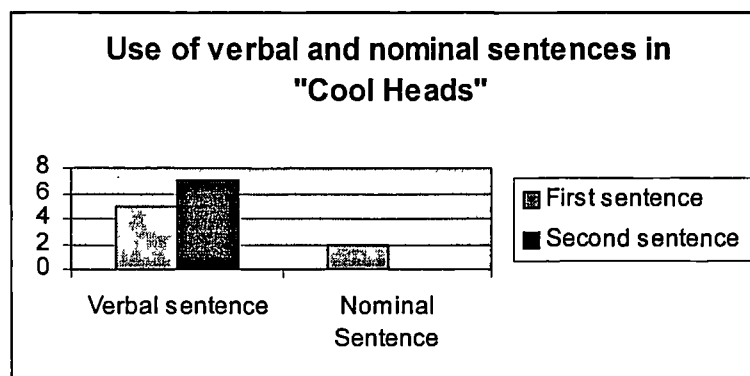 Use of verbal and nominal sentences in
"Cool Heads"
8
6
4
2
0
Verbal sentence
Nominal
Sentence
First sentence
Second sentence